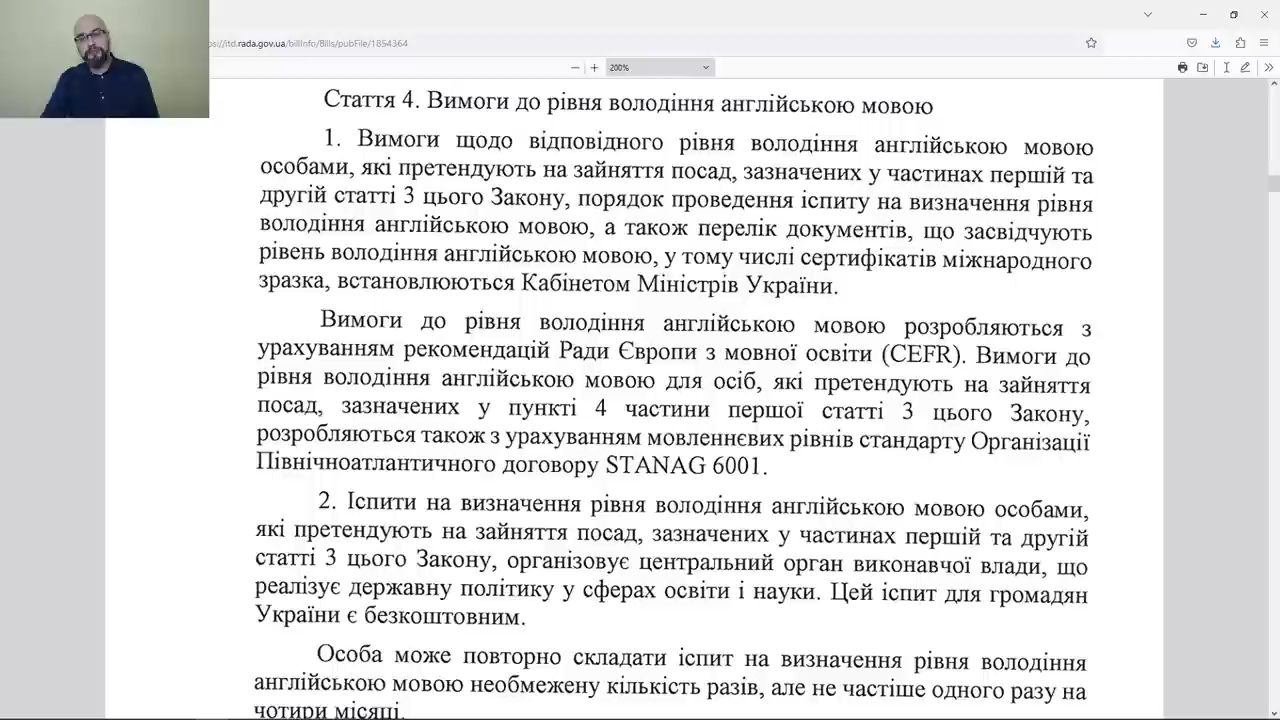 s://itd.rada.gov.ua/billInfo/Bills/pubFile/1854364
200%
Стаття 4. Вимоги до рівня володіння англійською мовою
1. Вимоги щодо відповідного рівня володіння англійською мовою
особами, які претендують на зайняття посад, зазначених у частинах першій та
другій статті 3 цього Закону, порядок проведення іспиту на визначення рівня
володіння англійською мовою, а також перелік документів, що засвідчують
рівень володіння англійською мовою, у тому числі сертифікатів міжнародного
зразка, встановлюються Кабінетом Міністрів України.
Вимоги до рівня володіння англійською мовою розробляються з
урахуванням рекомендацій Ради Європи з мовної освіти (CEFR). Вимоги до
рівня володіння англійською мовою для осіб, які претендують на зайняття
посад, зазначених у пункті 4 частини першої статті 3 цього Закону,
розробляються також з урахуванням мовленнєвих рівнів стандарту Організації
Північноатлантичного договору STANAG 6001.
2. Іспити на визначення рівня володіння англійською мовою особами,
які претендують на зайняття посад, зазначених у частинах першій та другій
статті 3 цього Закону, організовує центральний орган виконавчої влади, що
реалізує державну політику у сферах освіти і науки. Цей іспит для громадян
України є безкоштовним.
Особа може повторно складати іспит на визначення рівня володіння
англійською мовою необмежену кількість разів, але не частіше одного разу на
чотири місяці.